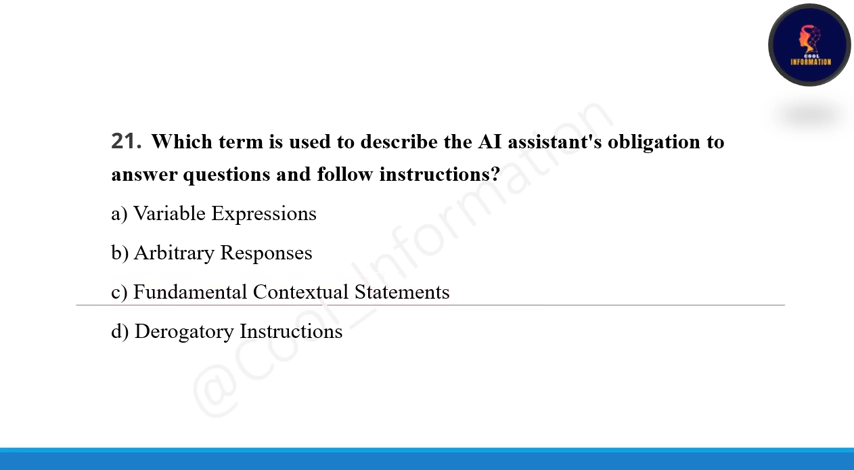 COOL
INFORMATION
21. Which term is used to describe the AI assistant's obligation to
answer questions and follow instructions?
a) Variable Expressions
b) Arbitrary Responses
c) Fundamental Contextual Statements
d) Derogatory Instructions
@Cool_Information